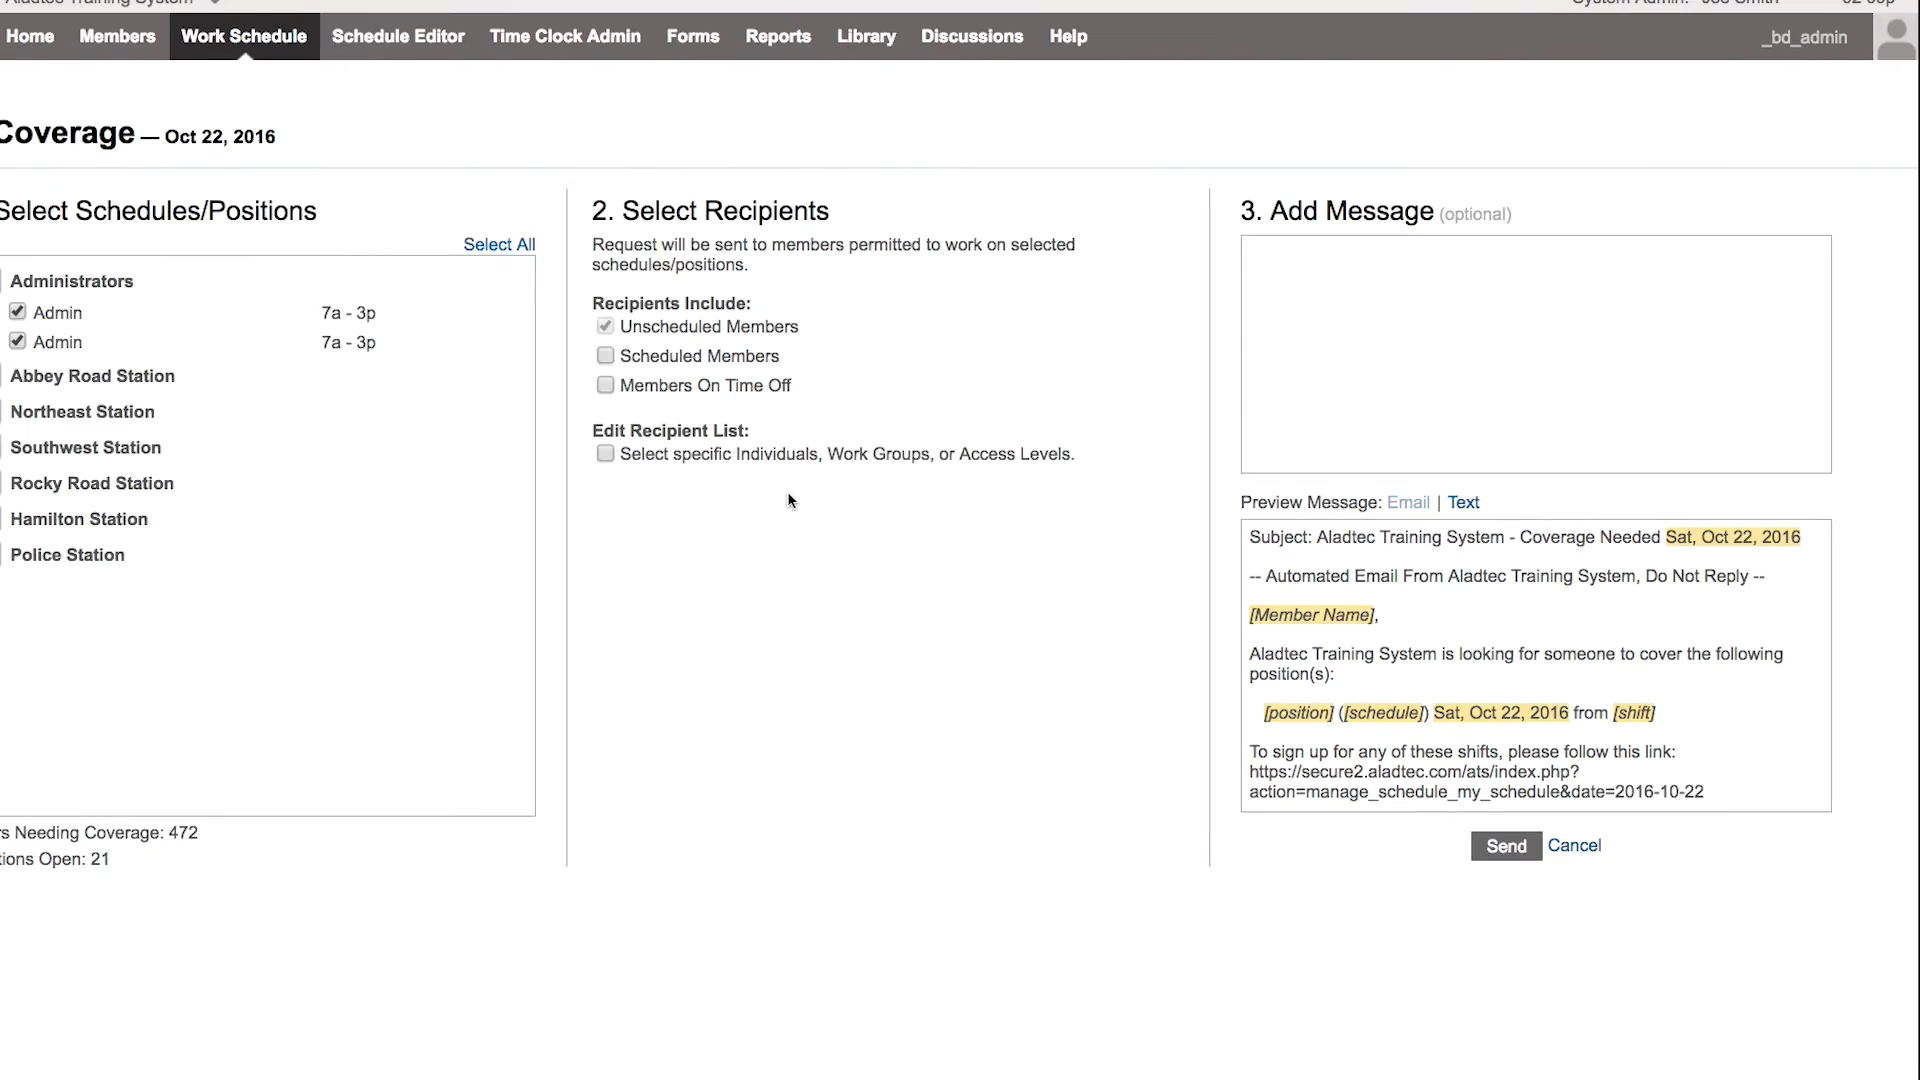 Aladtec Training System
System Admin: Joe Smith
Home Members Work Schedule Schedule Editor Time Clock Admin Forms Reports Library Discussions Help
_bd_admin
Coverage — Oct 22, 2016
Select Schedules/Positions
Select All
Administrators
Admin 7a - 3p
Admin 7a - 3p
Abbey Road Station
Northeast Station
Southwest Station
Rocky Road Station
Hamilton Station
Police Station
Needing Coverage: 472
Open: 21
2. Select Recipients
Request will be sent to members permitted to work on selected
schedules/positions.
Recipients Include:
Unscheduled Members
Scheduled Members
Members On Time Off
Edit Recipient List:
Select specific Individuals, Work Groups, or Access Levels.
3. Add Message (optional)
Preview Message: Email | Text
Subject: Aladtec Training System - Coverage Needed Sat, Oct 22, 2016
-- Automated Email From Aladtec Training System, Do Not Reply --
[Member Name],
Aladtec Training System is looking for someone to cover the following
position(s):
[position] ([schedule]) Sat, Oct 22, 2016 from [shift]
To sign up for any of these shifts, please follow this link:
https://secure2.aladtec.com/ats/index.php?
action=manage_schedule_my_schedule&date=2016-10-22
Send Cancel